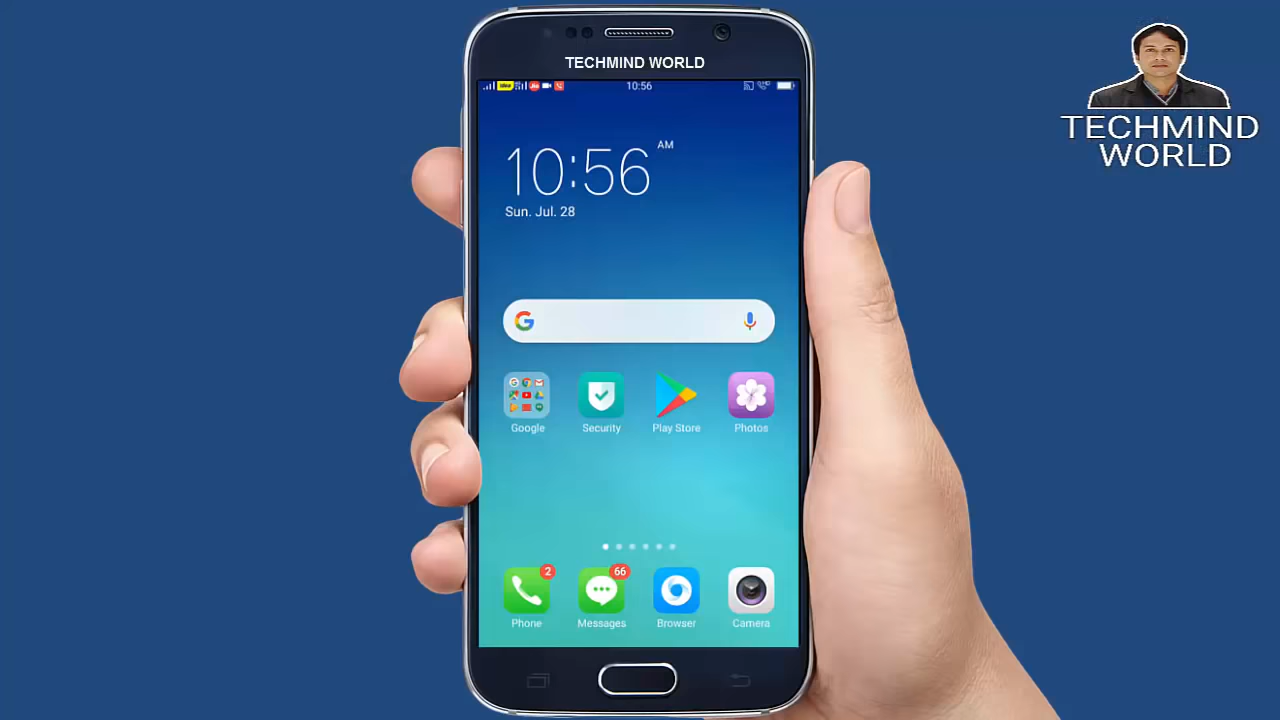 TECHMIND WORLD
10:56
10:56 AM
Sun. Jul. 28
Google
Security
Play Store
Photos
2
66
Phone
Messages
Browser
Camera
TECHMIND
WORLD